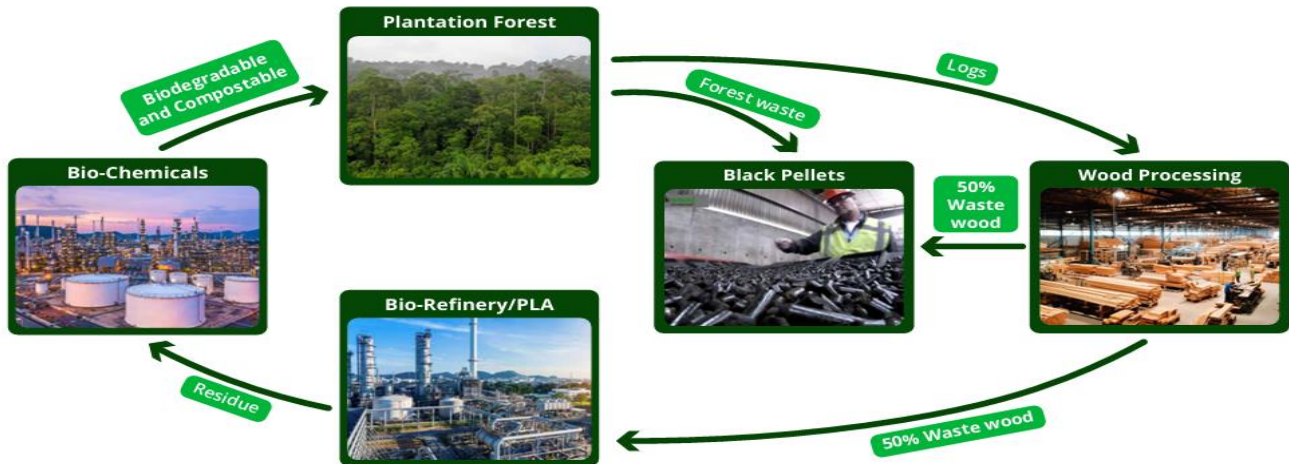 Plantation Forest
Biodegradable
and Compostable
Logs
Forest waste
Bio-Chemicals
Black Pellets
Wood Processing
50%
Waste
wood
Bio-Refinery/PLA
Residue
50% Waste wood